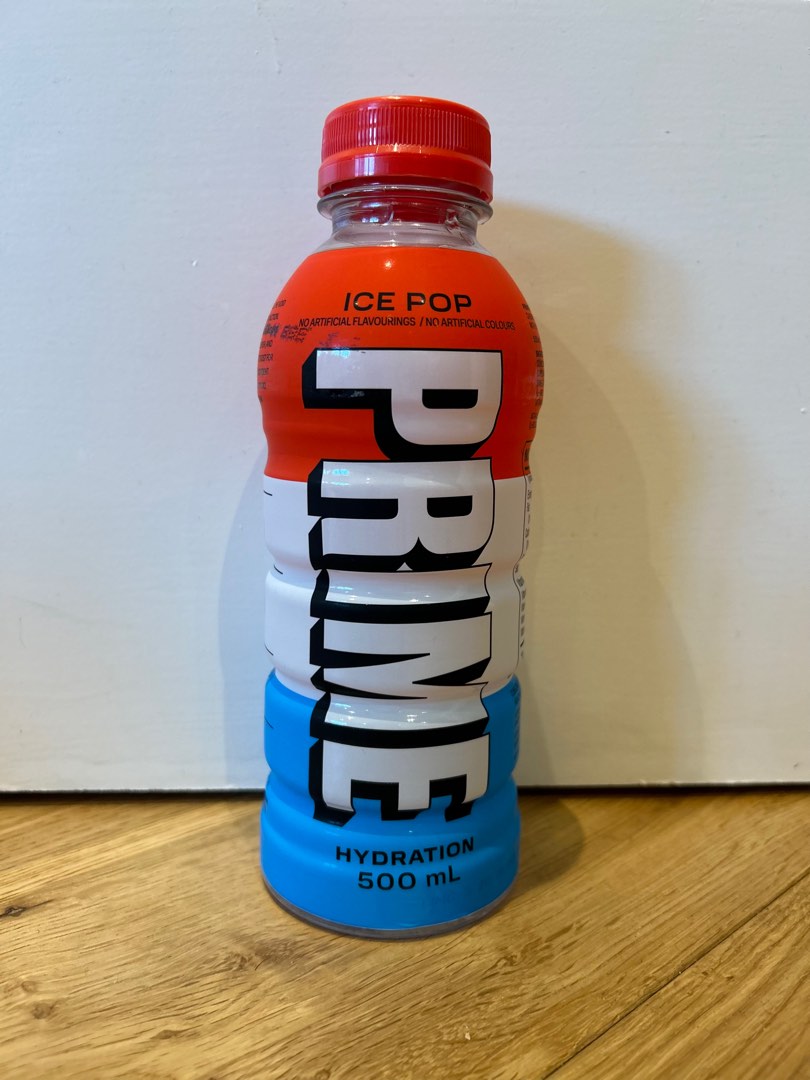 ICE POP
NO ARTIFICIAL FLAVOURINGS / NO ARTIFICIAL COLOURS
PRIME
HYDRATION
500 mL